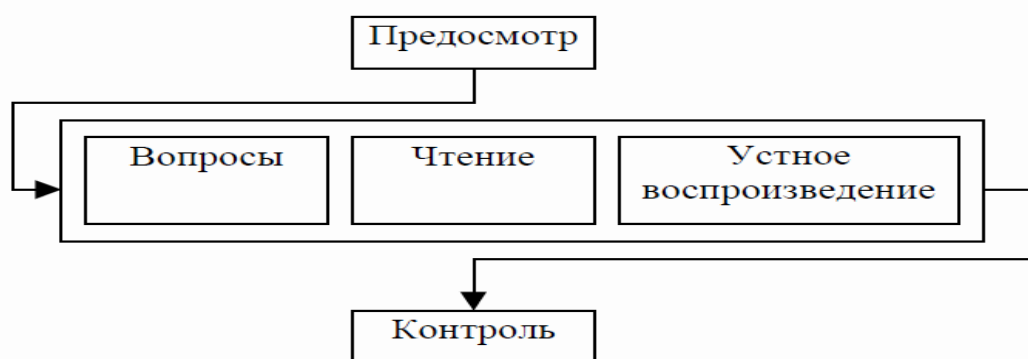 Предосмотр
Вопросы
Чтение
Устное
воспроизведение
Контроль